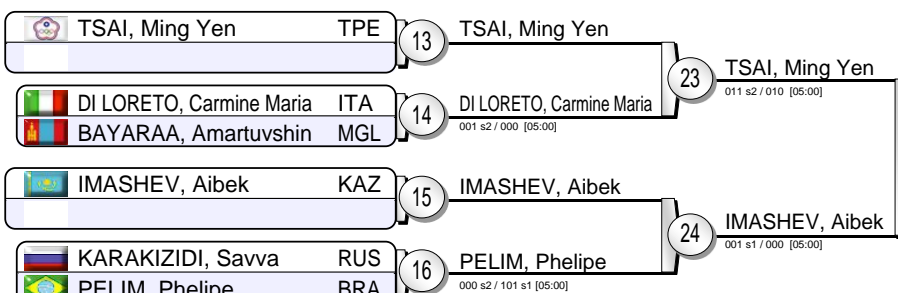 TSAI, Ming Yen TPE 13 TSAI, Ming Yen
23 TSAI, Ming Yen
011 s2 / 010 [05:00]
DI LORETO, Carmine Maria ITA 14 DI LORETO, Carmine Maria
BAYARAA, Amartuvshin MGL
001 s2 / 000 [05:00]
IMASHEV, Aibek KAZ 15 IMASHEV, Aibek
24 IMASHEV, Aibek
001 s1 / 000 [05:00]
KARAKIZIDI, Savva RUS 16 PELIM, Phelipe
PELIM, Phelipe BRA
000 s2 / 101 s1 [05:00]